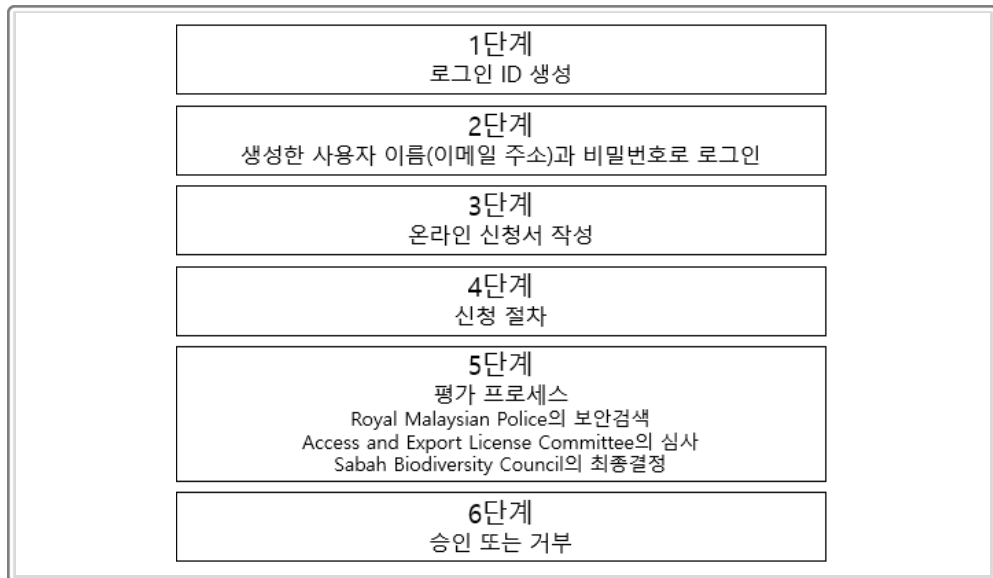 1단계
로그인 ID 생성
2단계
생성한 사용자 이름(이메일 주소)과 비밀번호로 로그인
3단계
온라인 신청서 작성
4단계
신청 절차
5단계
평가 프로세스
Royal Malaysian Police의 보안검색
Access and Export License Committee의 심사
Sabah Biodiversity Council의 최종결정
6단계
승인 또는 거부